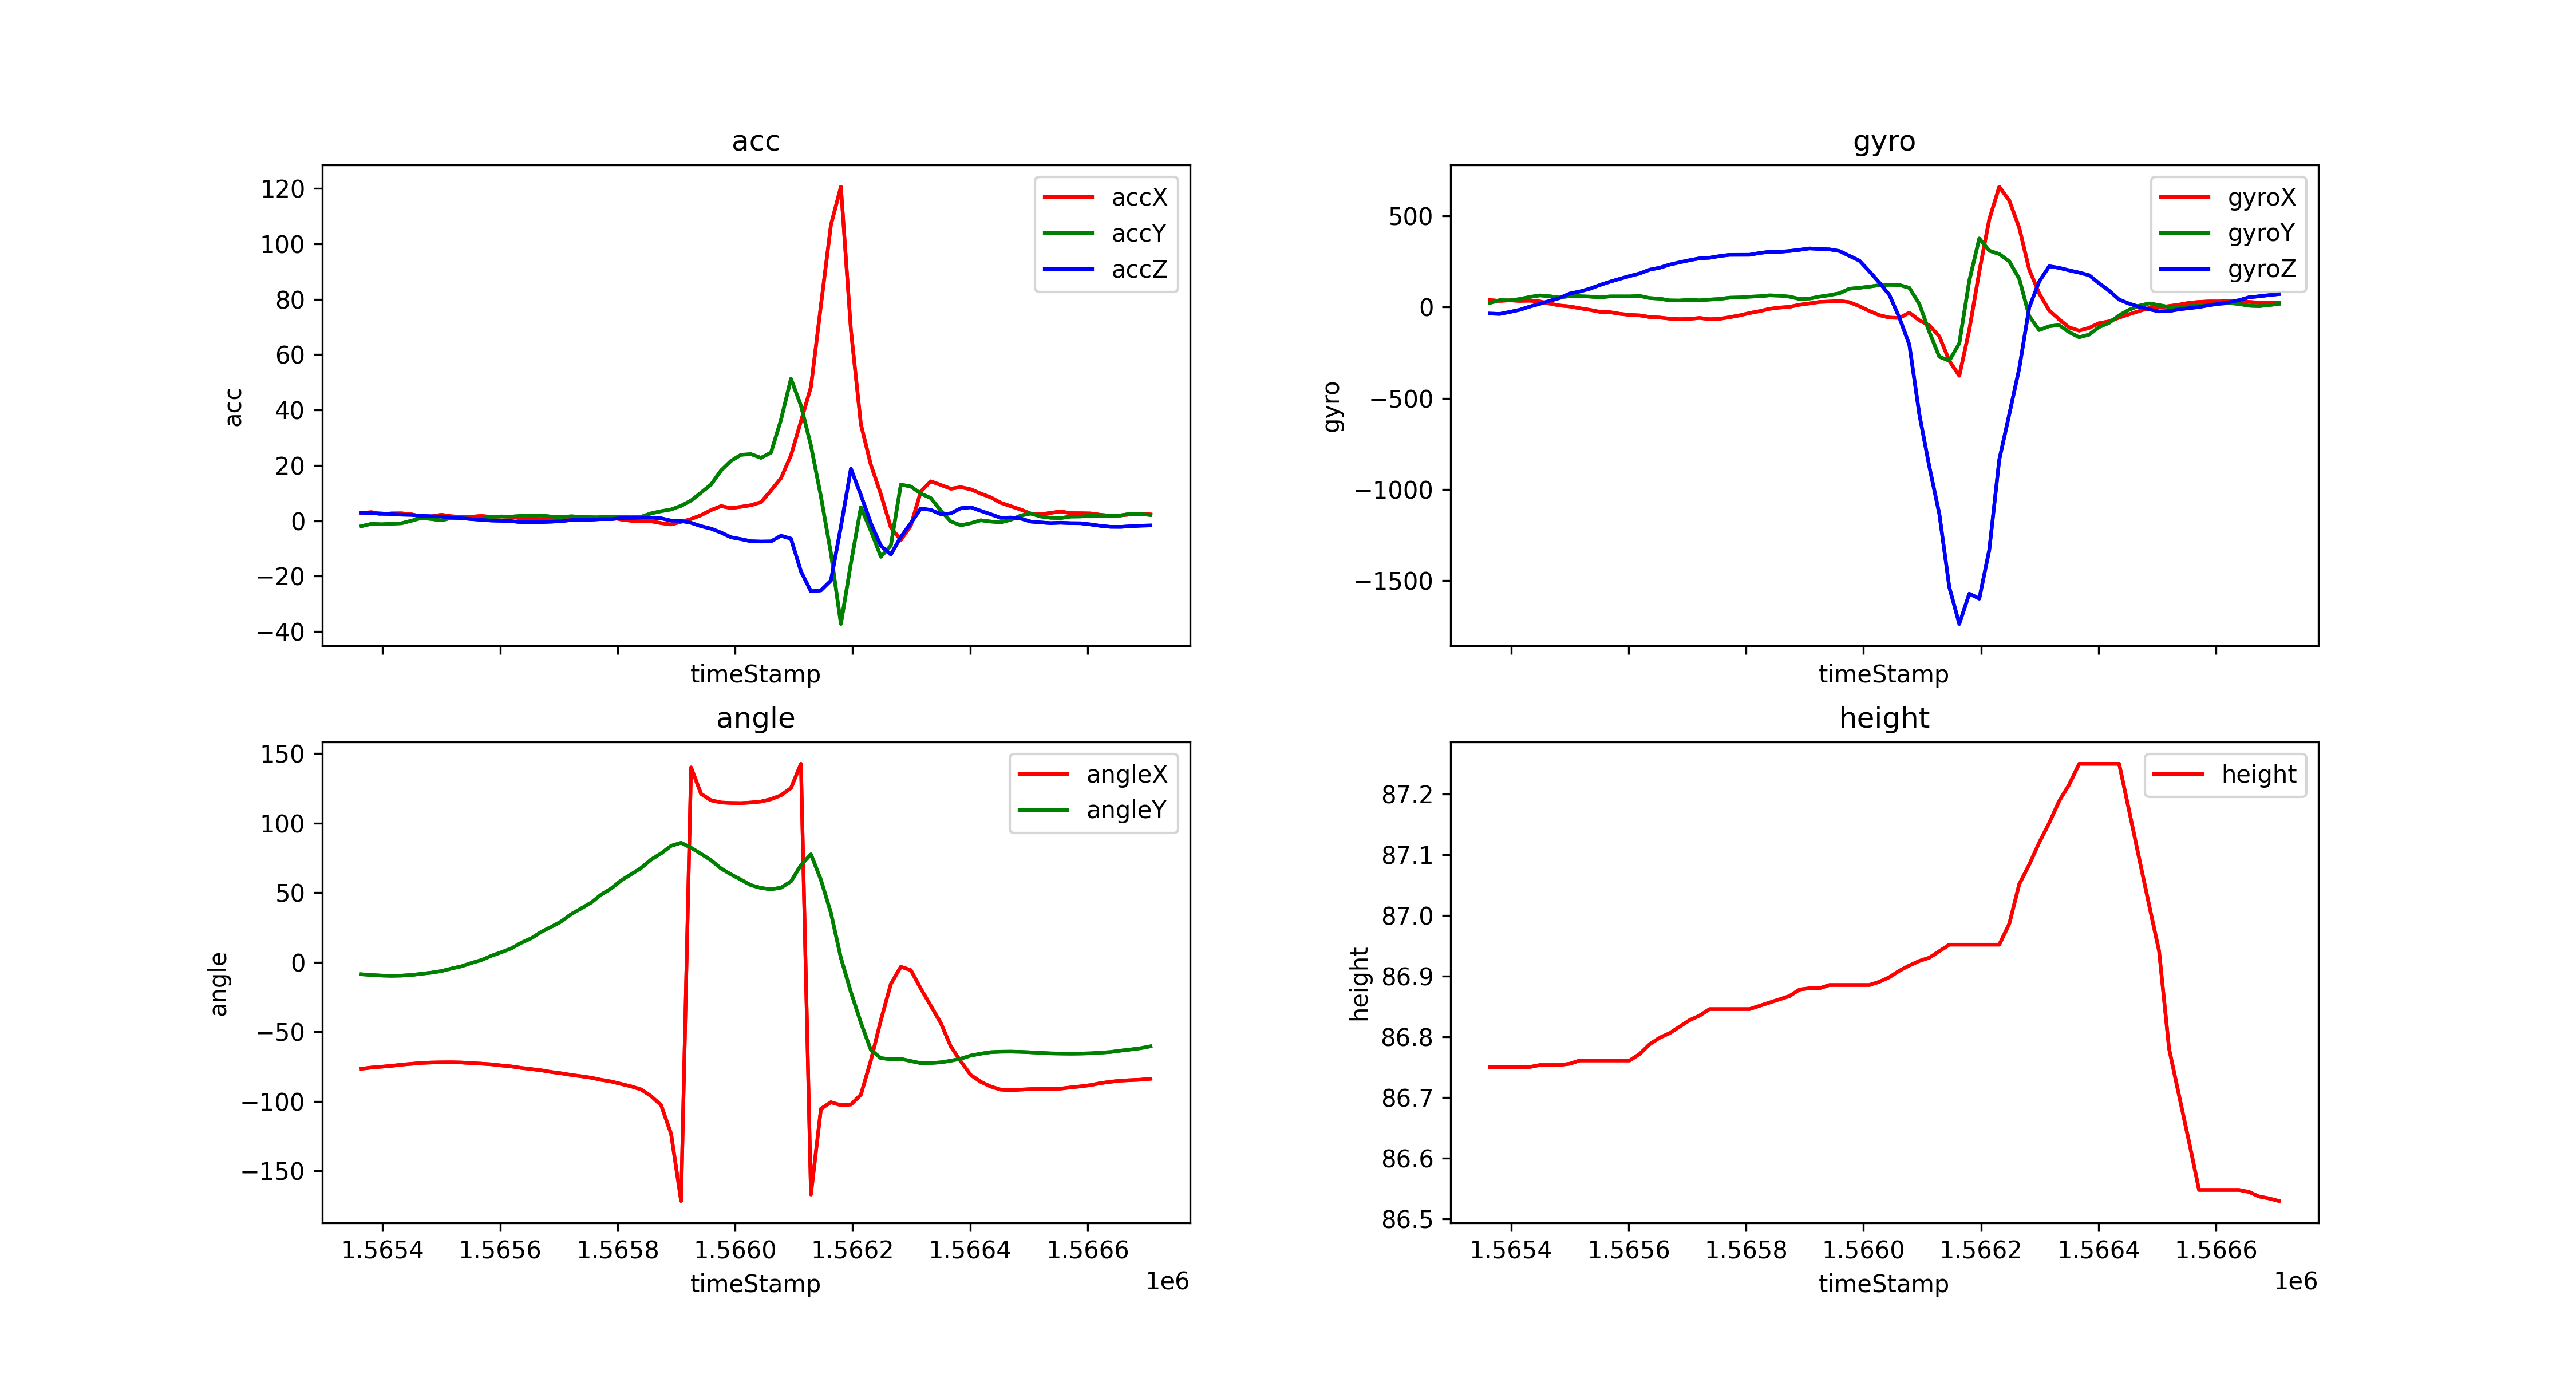 acc
120
100
80
60
40
20
0
−20
−40
acc
timeStamp
accX
accY
accZ
gyro
500
0
−500
−1000
−1500
gyro
timeStamp
gyroX
gyroY
gyroZ
angle
150
100
50
0
−50
−100
−150
angle
1.5654 1.5656 1.5658 1.5660 1.5662 1.5664 1.5666
timeStamp
1e6
angleX
angleY
height
87.2
87.1
87.0
86.9
86.8
86.7
86.6
86.5
height
1.5654 1.5656 1.5658 1.5660 1.5662 1.5664 1.5666
timeStamp
1e6
height